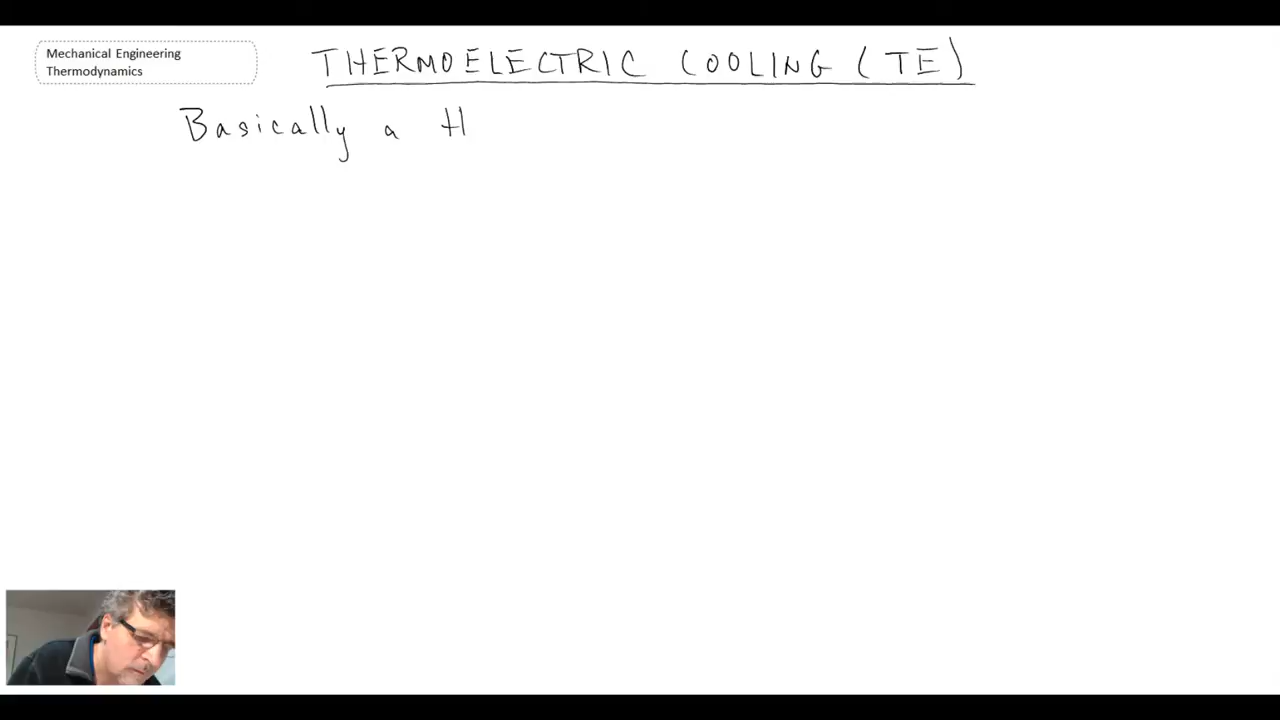 Mechanical Engineering
Thermodynamics
THERMOELECTRIC COOLING (TE)
Basically a H